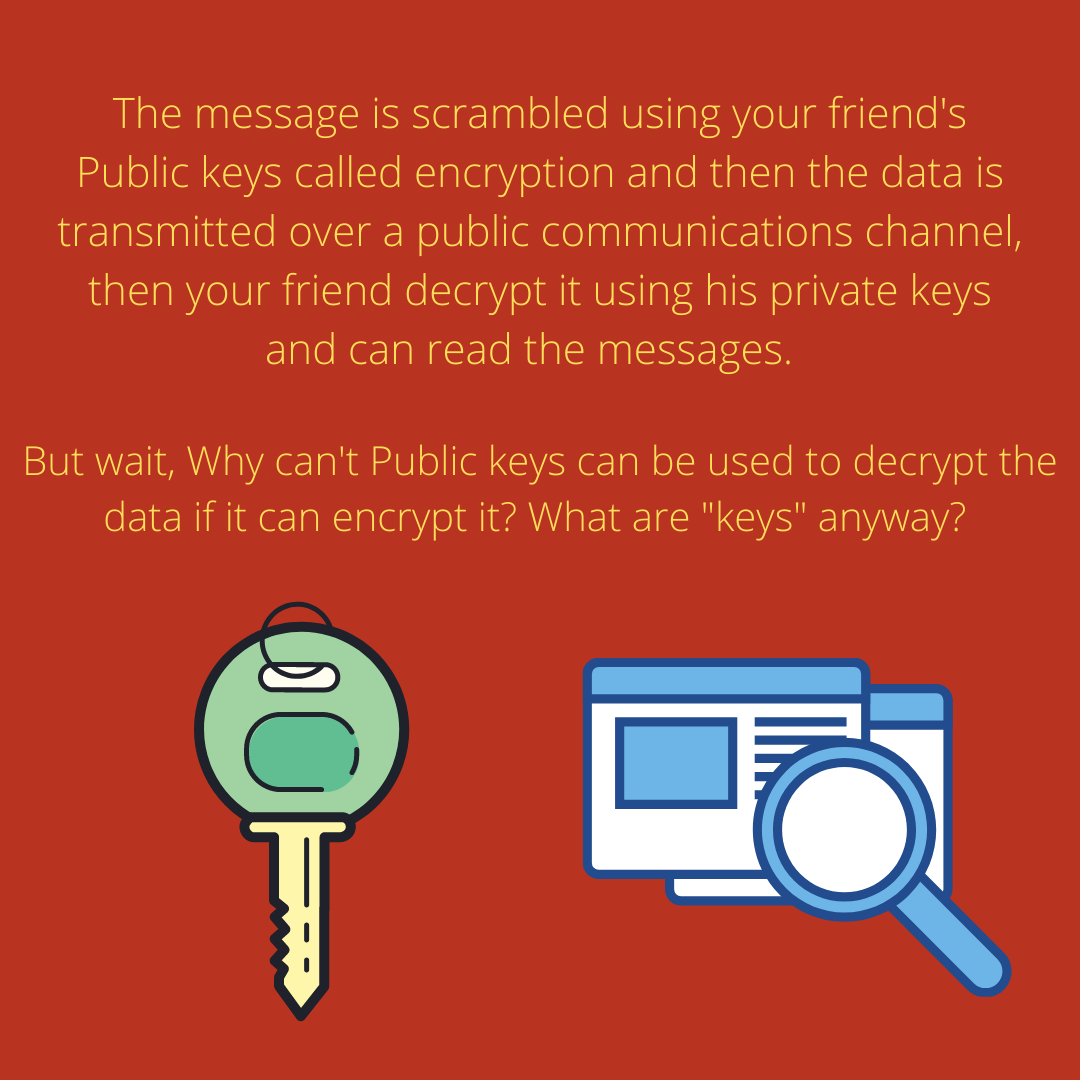 The message is scrambled using your friend's
Public keys called encryption and then the data is
transmitted over a public communications channel,
then your friend decrypt it using his private keys
and can read the messages.
But wait, Why can't Public keys can be used to decrypt the
data if it can encrypt it? What are "keys" anyway?